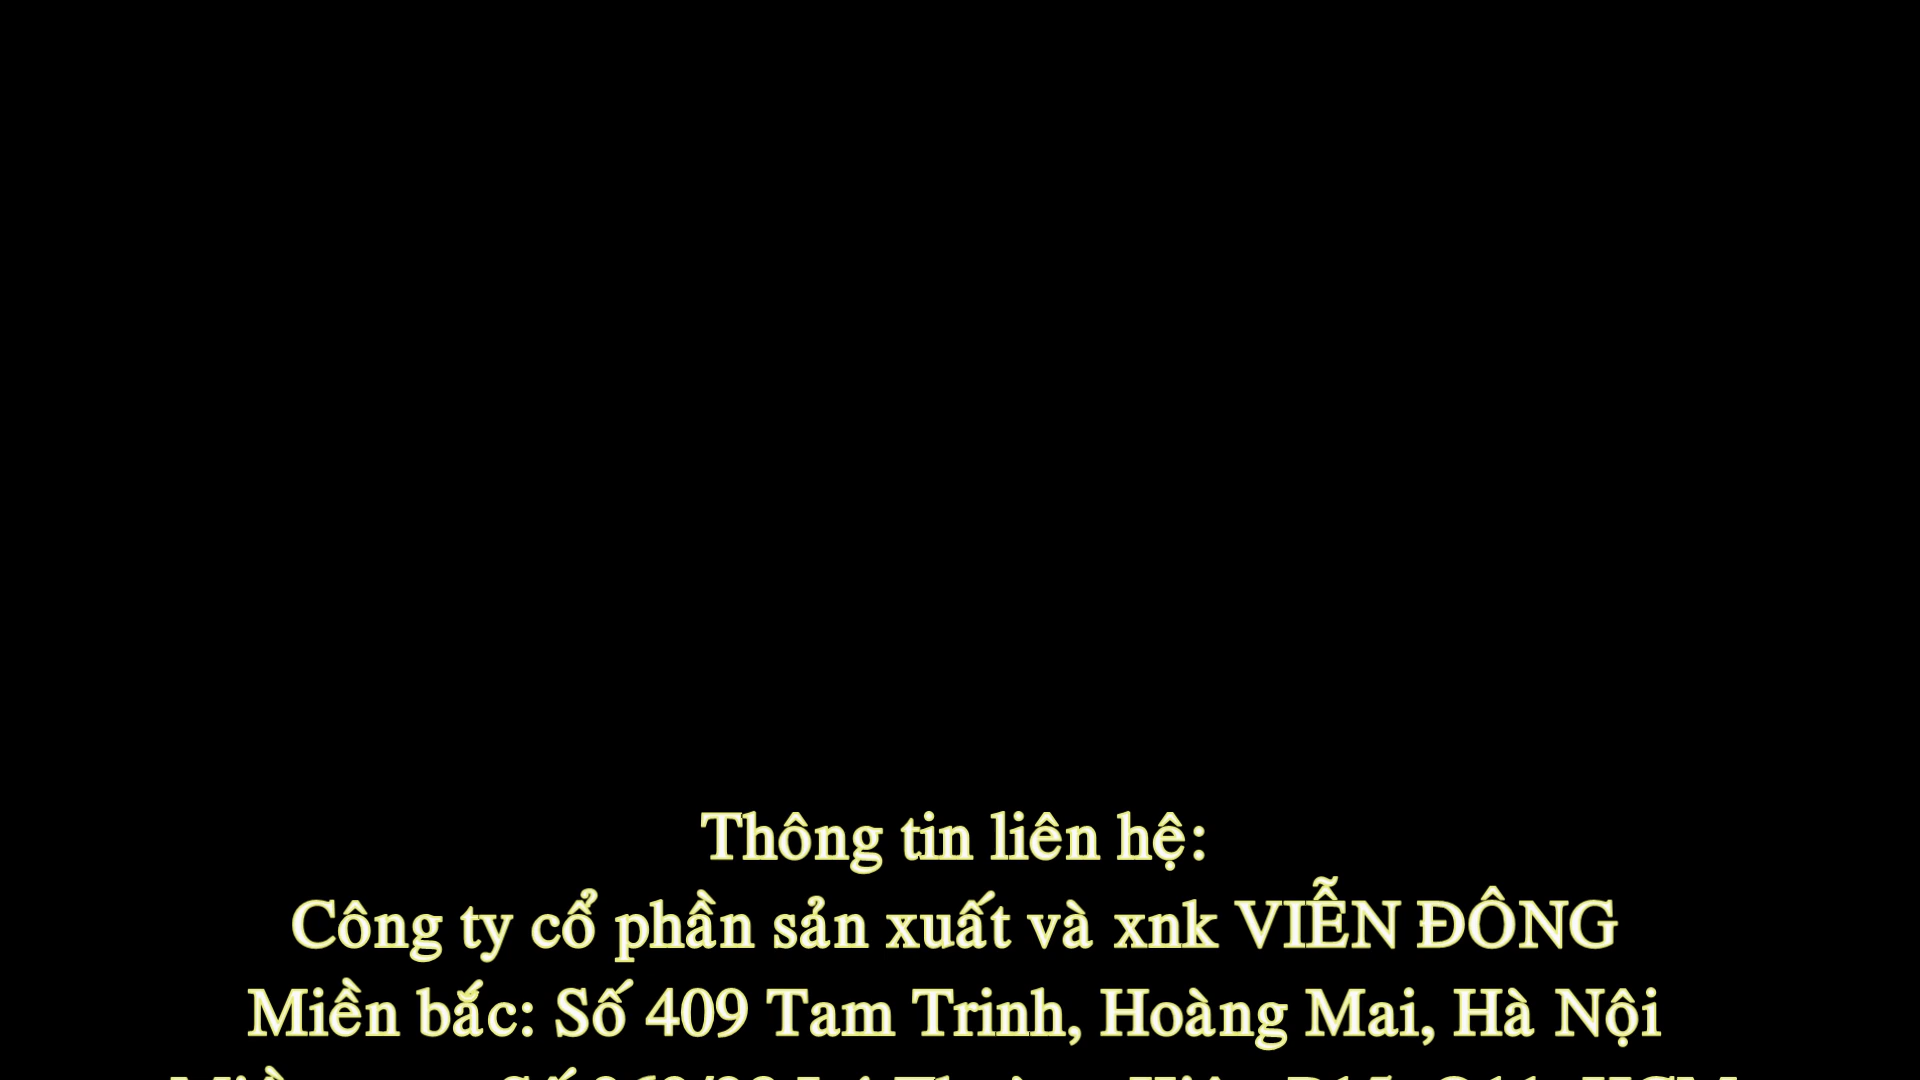 Thông tin liên hệ:
Công ty cổ phần sản xuất và xnk VIỄN ĐÔNG
Miền bắc: Số 409 Tam Trinh, Hoàng Mai, Hà Nội